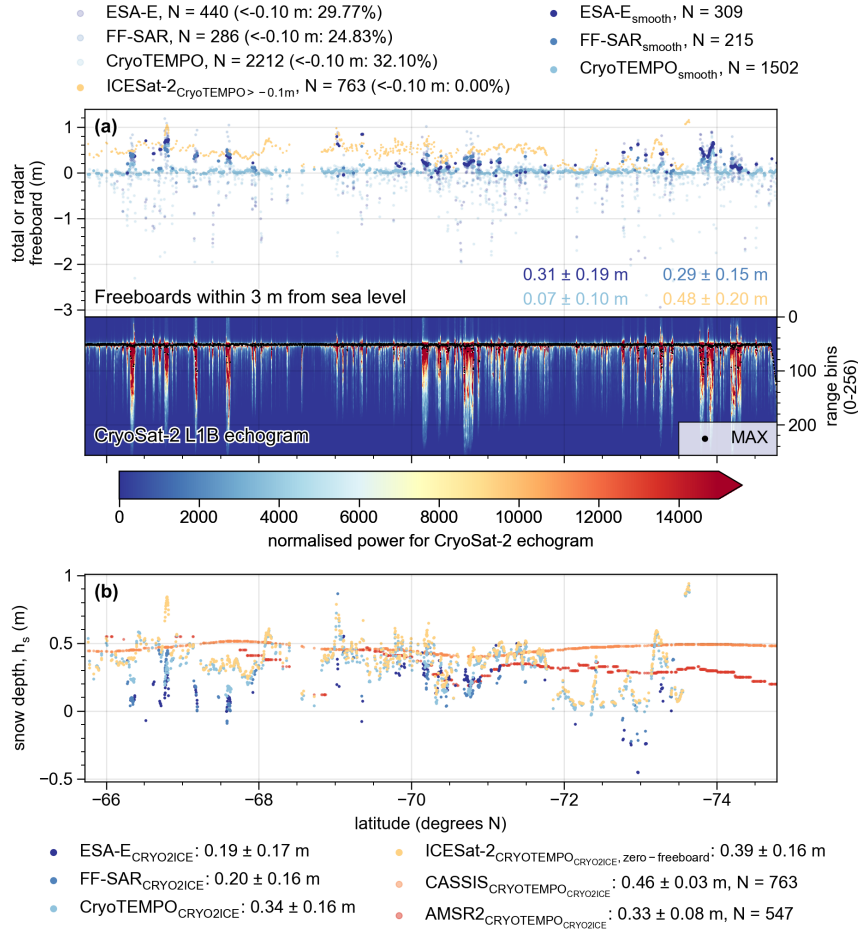 ESA-E, N = 440 (<-0.10 m: 29.77%)
FF-SAR, N = 286 (<-0.10 m: 24.83%)
CryoTEMPO, N = 2212 (<-0.10 m: 32.10%)
ICESat-2CryoTEMPO> −0.1m, N = 763 (<-0.10 m: 0.00%)
ESA-Esmooth, N = 309
FF-SARsmooth, N = 215
CryoTEMPOsmooth, N = 1502
(a)
total or radar
freeboard (m)
1
0
−1
−2
−3
0.31 ± 0.19 m
0.29 ± 0.15 m
0.07 ± 0.10 m
0.48 ± 0.20 m
Freeboards within 3 m from sea level
0
100
200
range bins
(0-256)
CryoSat-2 L1B echogram
MAX
0 2000 4000 6000 8000 10000 12000 14000
normalised power for CryoSat-2 echogram
(b)
snow depth, hs (m)
1
0.5
0
−0.5
−66 −68 −70 −72 −74
latitude (degrees N)
ESA-ECRYO2ICE: 0.19 ± 0.17 m
FF-SARCRYO2ICE: 0.20 ± 0.16 m
CryoTEMPOCRYO2ICE: 0.34 ± 0.16 m
ICESat-2CRYOTEMPOCRYO2ICE, zero−freeboard: 0.39 ± 0.16 m
CASSISCRYOTEMPOCRYO2ICE: 0.46 ± 0.03 m, N = 763
AMSR2CRYOTEMPOCRYO2ICE: 0.33 ± 0.08 m, N = 547